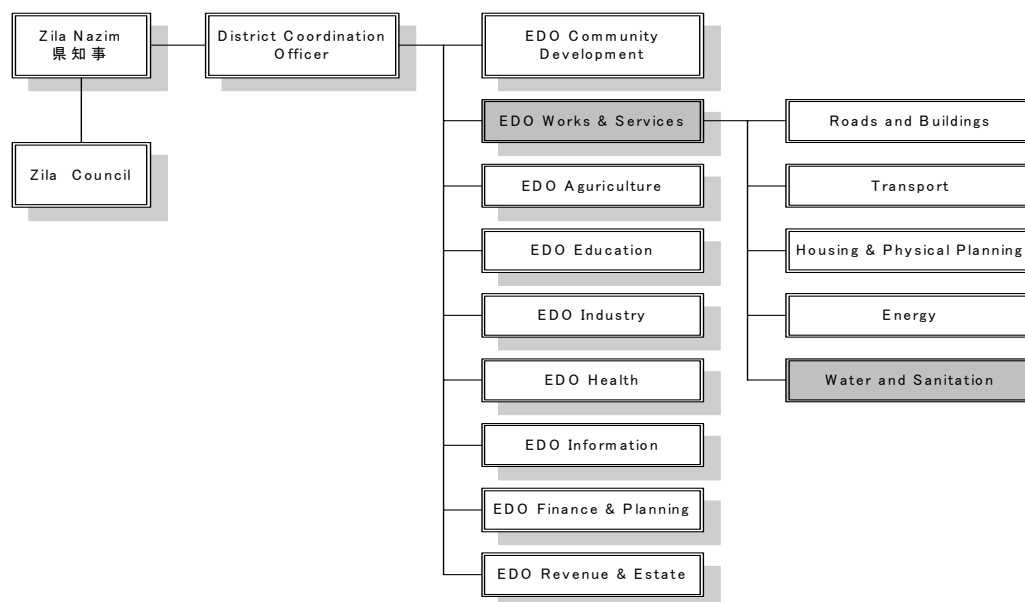 Zila Nazim
県知事
District Coordination
Officer
EDO Community
Development
EDO Works & Services
Roads and Buildings
Zila Council
EDO Aguriculture
Transport
EDO Education
Housing & Physical Planning
EDO Industry
Energy
EDO Health
Water and Sanitation
EDO Information
EDO Finance & Planning
EDO Revenue & Estate